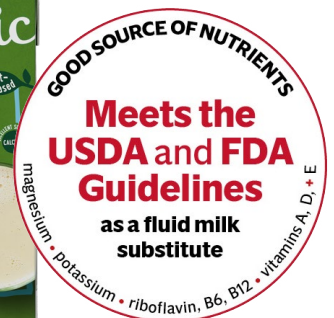 ic
GOOD SOURCE OF NUTRIENTS
Meets the
USDA and FDA
Guidelines
as a fluid milk
substitute
magnesium • potassium • riboflavin, B6, B12 • vitamins A, D, + E